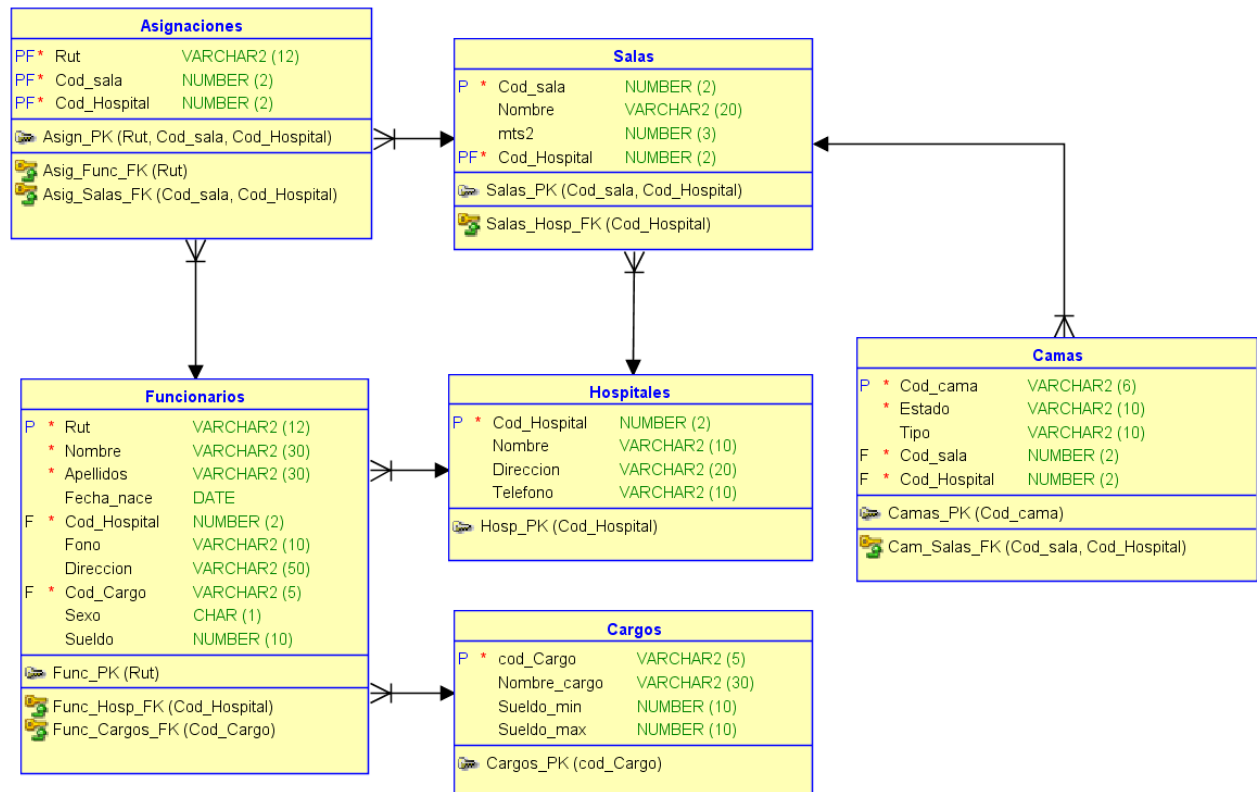 Asignaciones
PF* Rut VARCHAR2 (12)
PF* Cod_sala NUMBER (2)
PF* Cod_Hospital NUMBER (2)
Asign_PK (Rut, Cod_sala, Cod_Hospital)
Asig_Func_FK (Rut)
Asig_Salas_FK (Cod_sala, Cod_Hospital)
Salas
P * Cod_sala NUMBER (2)
Nombre VARCHAR2 (20)
mts2 NUMBER (3)
PF* Cod_Hospital NUMBER (2)
Salas_PK (Cod_sala, Cod_Hospital)
Salas_Hosp_FK (Cod_Hospital)
Camas
P * Cod_cama VARCHAR2 (6)
* Estado VARCHAR2 (10)
Tipo VARCHAR2 (10)
F * Cod_sala NUMBER (2)
F * Cod_Hospital NUMBER (2)
Camas_PK (Cod_cama)
Cam_Salas_FK (Cod_sala, Cod_Hospital)
Funcionarios
P * Rut VARCHAR2 (12)
* Nombre VARCHAR2 (30)
* Apellidos VARCHAR2 (30)
Fecha_nace DATE
F * Cod_Hospital NUMBER (2)
Fono VARCHAR2 (10)
Direccion VARCHAR2 (50)
F * Cod_Cargo VARCHAR2 (5)
Sexo CHAR (1)
Sueldo NUMBER (10)
Func_PK (Rut)
Func_Hosp_FK (Cod_Hospital)
Func_Cargos_FK (Cod_Cargo)
Hospitales
P * Cod_Hospital NUMBER (2)
Nombre VARCHAR2 (10)
Direccion VARCHAR2 (20)
Telefono VARCHAR2 (10)
Hosp_PK (Cod_Hospital)
Cargos
P * cod_Cargo VARCHAR2 (5)
Nombre_cargo VARCHAR2 (30)
Sueldo_min NUMBER (10)
Sueldo_max NUMBER (10)
Cargos_PK (cod_Cargo)